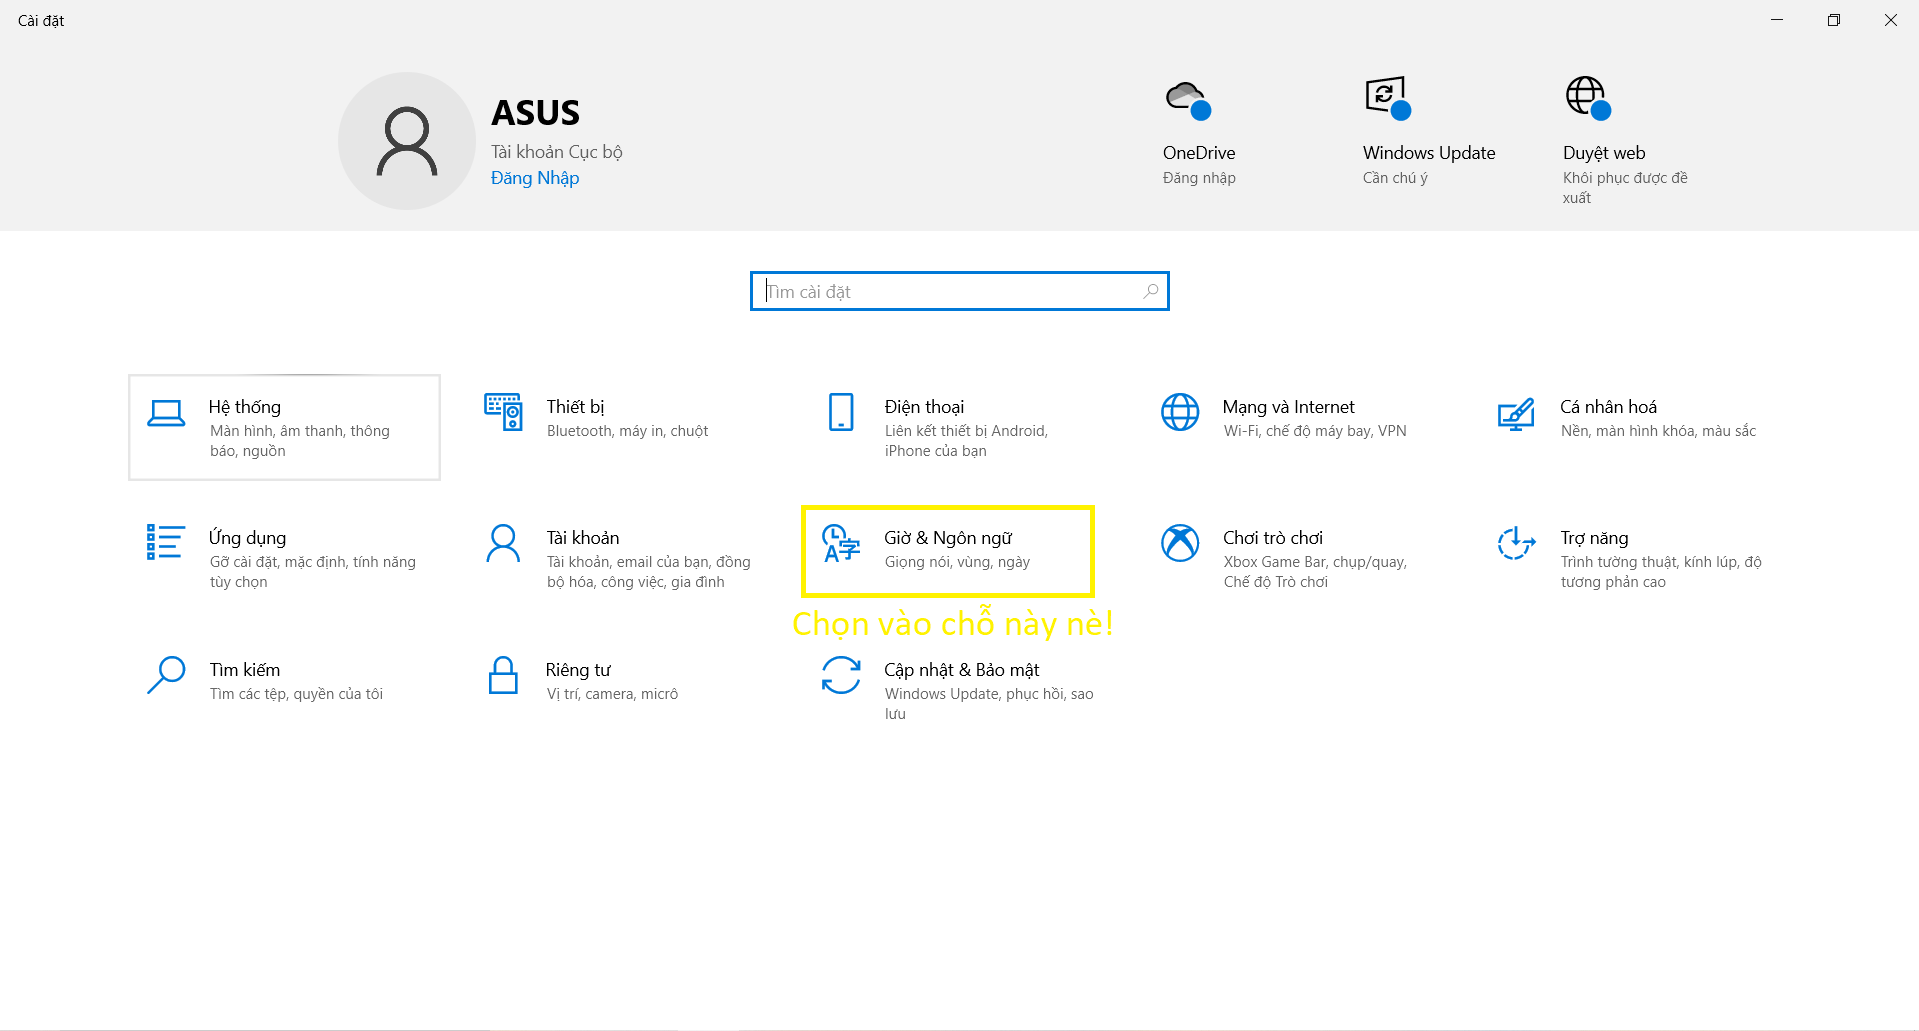 Cài đặt
ASUS
Tài khoản Cục bộ
Đăng Nhập
OneDrive
Đăng nhập
Windows Update
Cần chú ý
Duyệt web
Khôi phục được đề
xuất
Tìm cài đặt
Hệ thống
Màn hình, âm thanh, thông
báo, nguồn
Thiết bị
Bluetooth, máy in, chuột
Điện thoại
Liên kết thiết bị Android,
iPhone của bạn
Mạng và Internet
Wi-Fi, chế độ máy bay, VPN
Cá nhân hoá
Nền, màn hình khóa, màu sắc
Ứng dụng
Gỡ cài đặt, mặc định, tính năng
tùy chọn
Tài khoản
Tài khoản, email của bạn, đồng
bộ hóa, công việc, gia đình
Giờ & Ngôn ngữ
Giọng nói, vùng, ngày
Chọn vào chỗ này nè!
Chơi trò chơi
Xbox Game Bar, chụp/quay,
Chế độ Trò chơi
Trợ năng
Trình tường thuật, kính lúp, độ
tương phản cao
Tìm kiếm
Tìm các tệp, quyền của tôi
Riêng tư
Vị trí, camera, micrô
Cập nhật & Bảo mật
Windows Update, phục hồi, sao
lưu